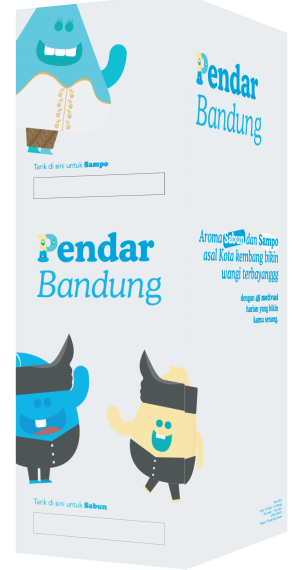 Tarik di sini untuk Sampo
Pendar
Bandung
Tarik di sini untuk Sabun
Pendar
Bandung
Aroma Sabun dan Sampo
asal Kota kembang bikin
wangi terbayanggg
dengan 45 motivasi
harian yang bikin
kamu senang.